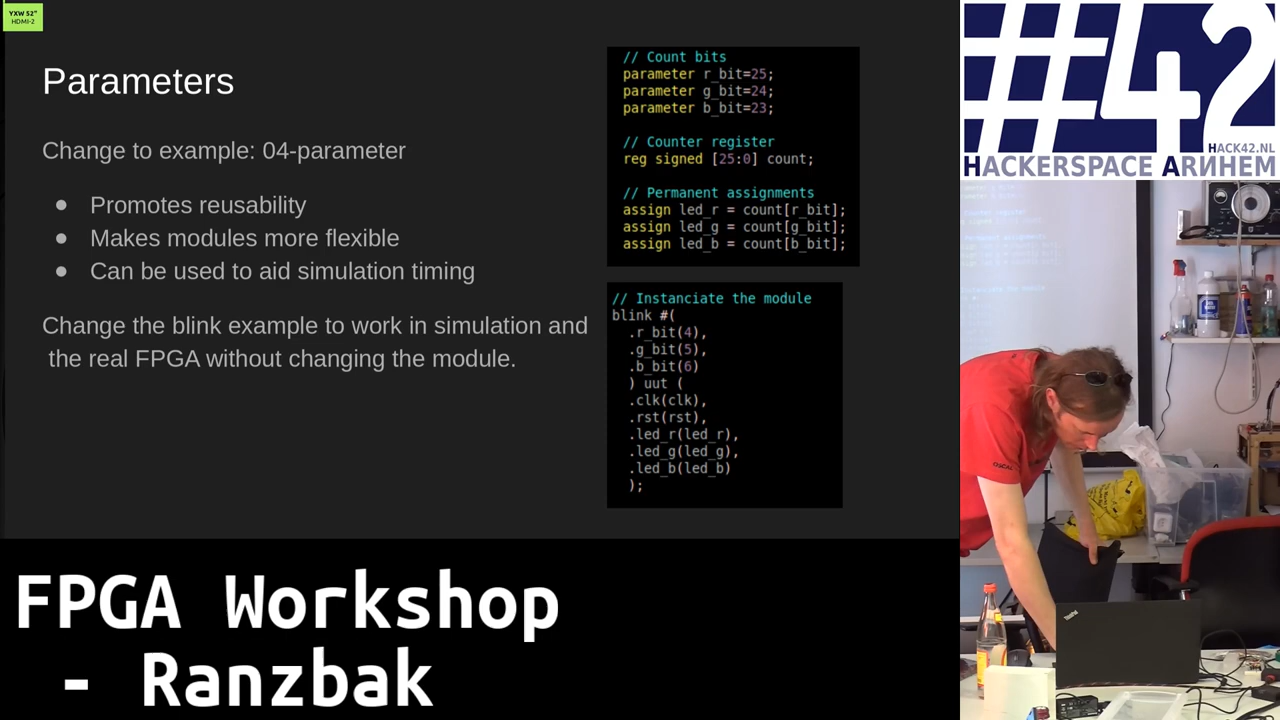 YXW 52"
HDMI-2
Parameters
Change to example: 04-parameter
● Promotes reusability
● Makes modules more flexible
● Can be used to aid simulation timing
Change the blink example to work in simulation and
the real FPGA without changing the module.
// Count bits
parameter r_bit=25;
parameter g_bit=24;
parameter b_bit=23;
// Counter register
reg signed [25:0] count;
// Permanent assignments
assign led_r = count[r_bit];
assign led_g = count[g_bit];
assign led_b = count[b_bit];
// Instanciate the module
blink #(
.r_bit(4),
.g_bit(5),
.b_bit(6)
) uut (
.clk(clk),
.rst(rst),
.led_r(led_r),
.led_g(led_g),
.led_b(led_b)
);
#42
HACK42.NL
HACKERSPACE ARИHEM
ThinkPad
FPGA Workshop
- Ranzbak